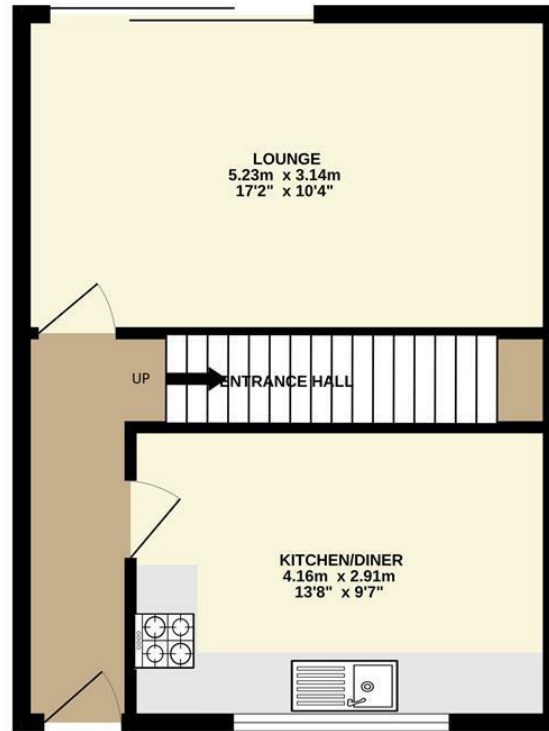 LOUNGE
5.23m x 3.14m
17'2" x 10'4"
UP
ENTRANCE HALL
KITCHEN/DINER
4.16m x 2.91m
13'8" x 9'7"